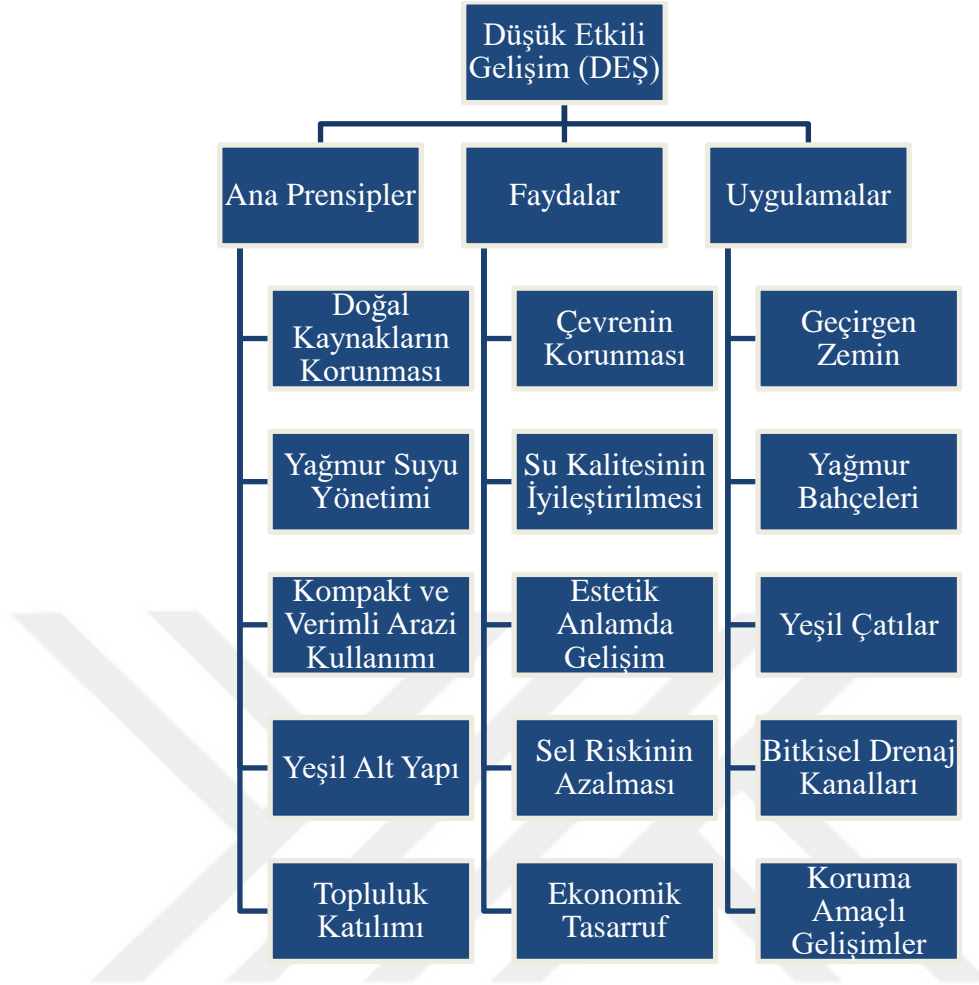 Düşük Etkili
Gelişim (DEŞ)
Ana Prensipler
Doğal
Kaynakların
Korunması
Yağmur Suyu
Yönetimi
Kompakt ve
Verimli Arazi
Kullanımı
Yeşil Alt Yapı
Topluluk
Katılımı
Faydalar
Çevrenin
Korunması
Su Kalitesinin
İyileştirilmesi
Estetik
Anlamda
Gelişim
Sel Riskinin
Azalması
Ekonomik
Tasarruf
Uygulamalar
Geçirgen
Zemin
Yağmur
Bahçeleri
Yeşil Çatılar
Bitkisel Drenaj
Kanalları
Koruma
Amaçlı
Gelişimler